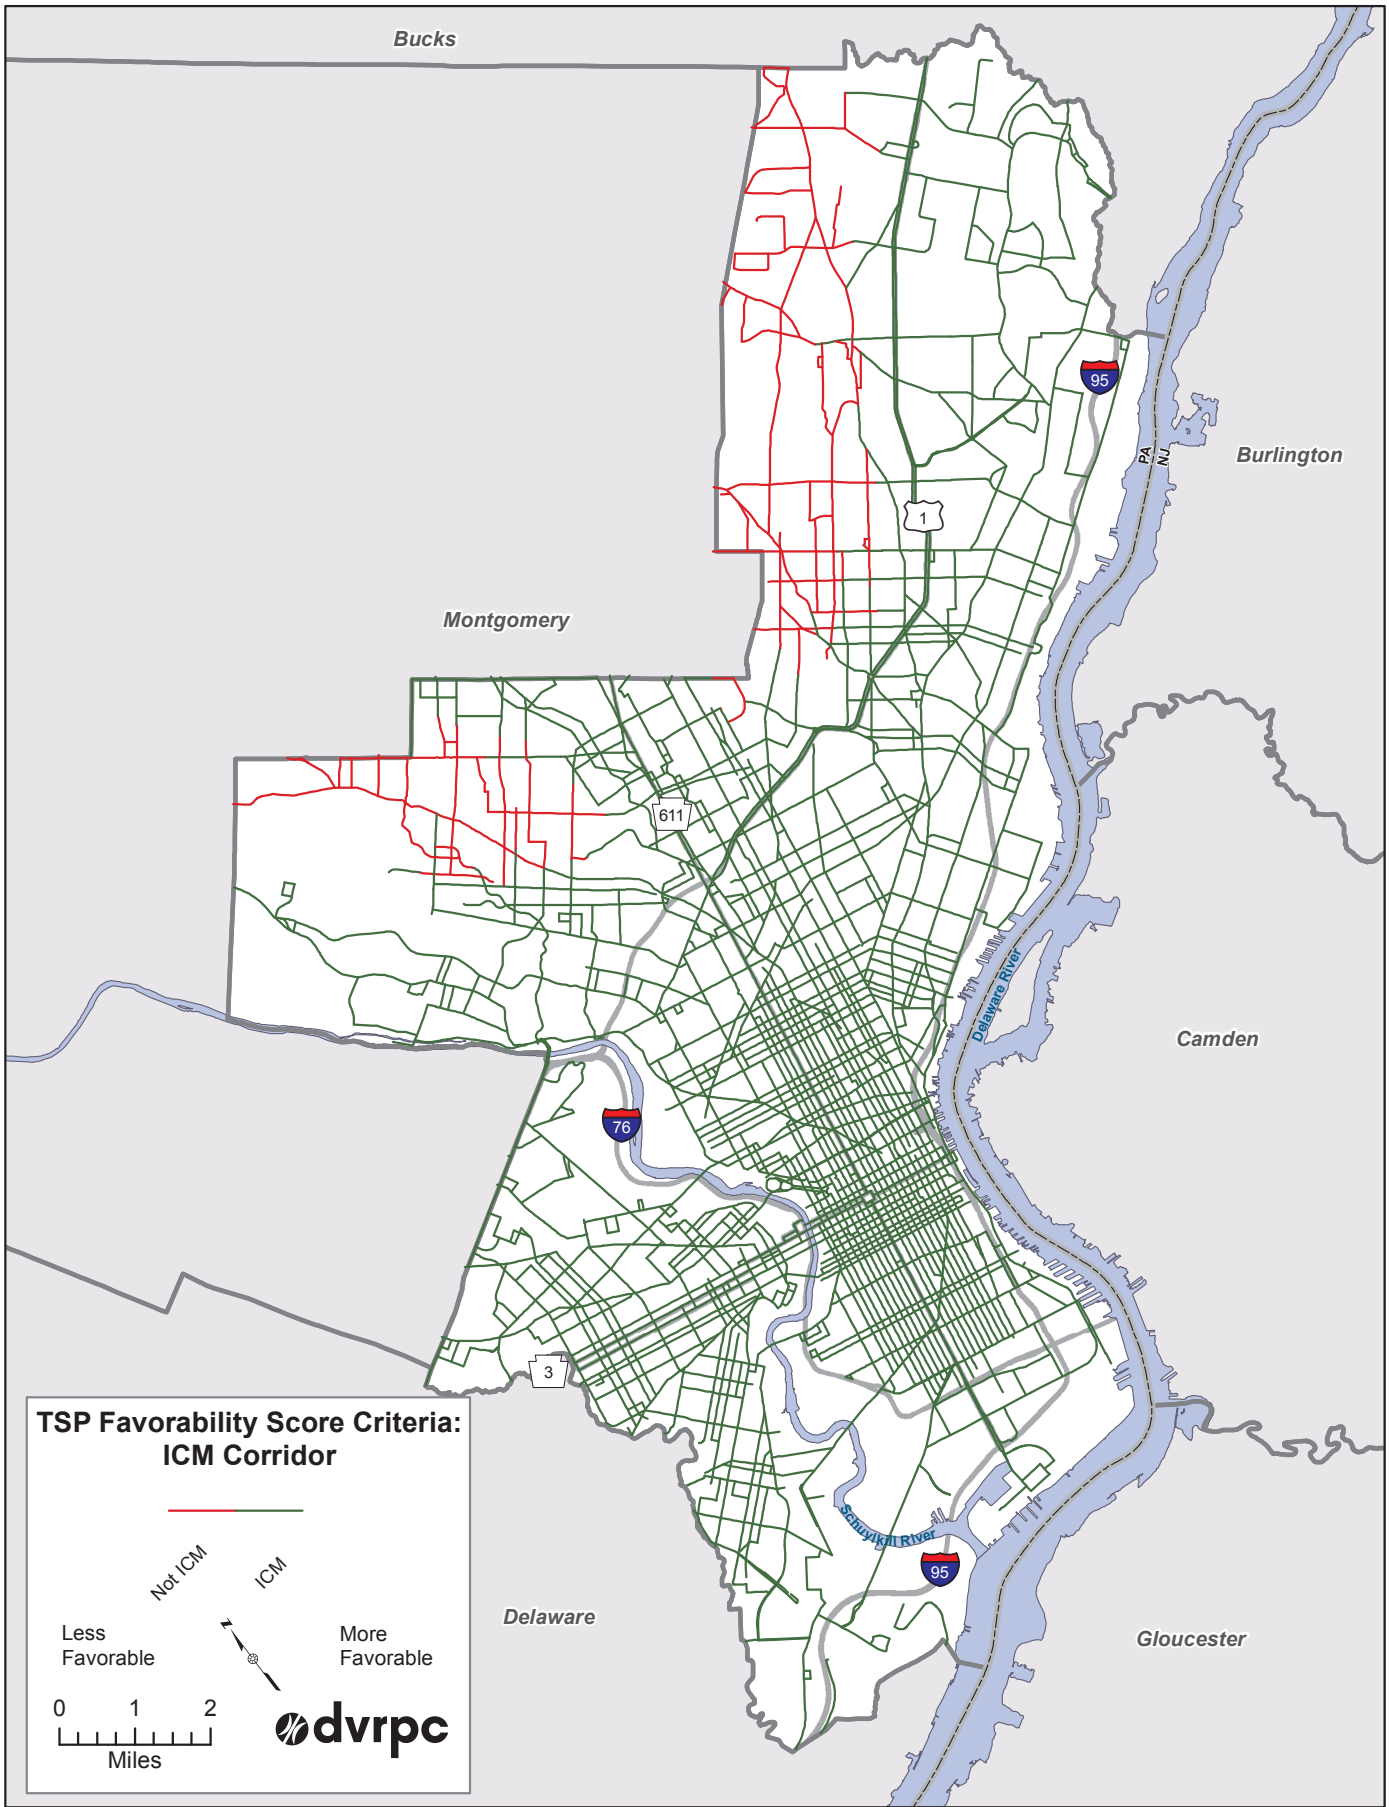 Bucks
95
PA
NJ
Burlington
1
Montgomery
611
Delaware River
Camden
76
3
TSP Favorability Score Criteria:
ICM Corridor
Not ICM
ICM
Less
Favorable
N
More
Favorable
0 1 2
Miles
dvrpc
Schuylkill River
95
Delaware
Gloucester